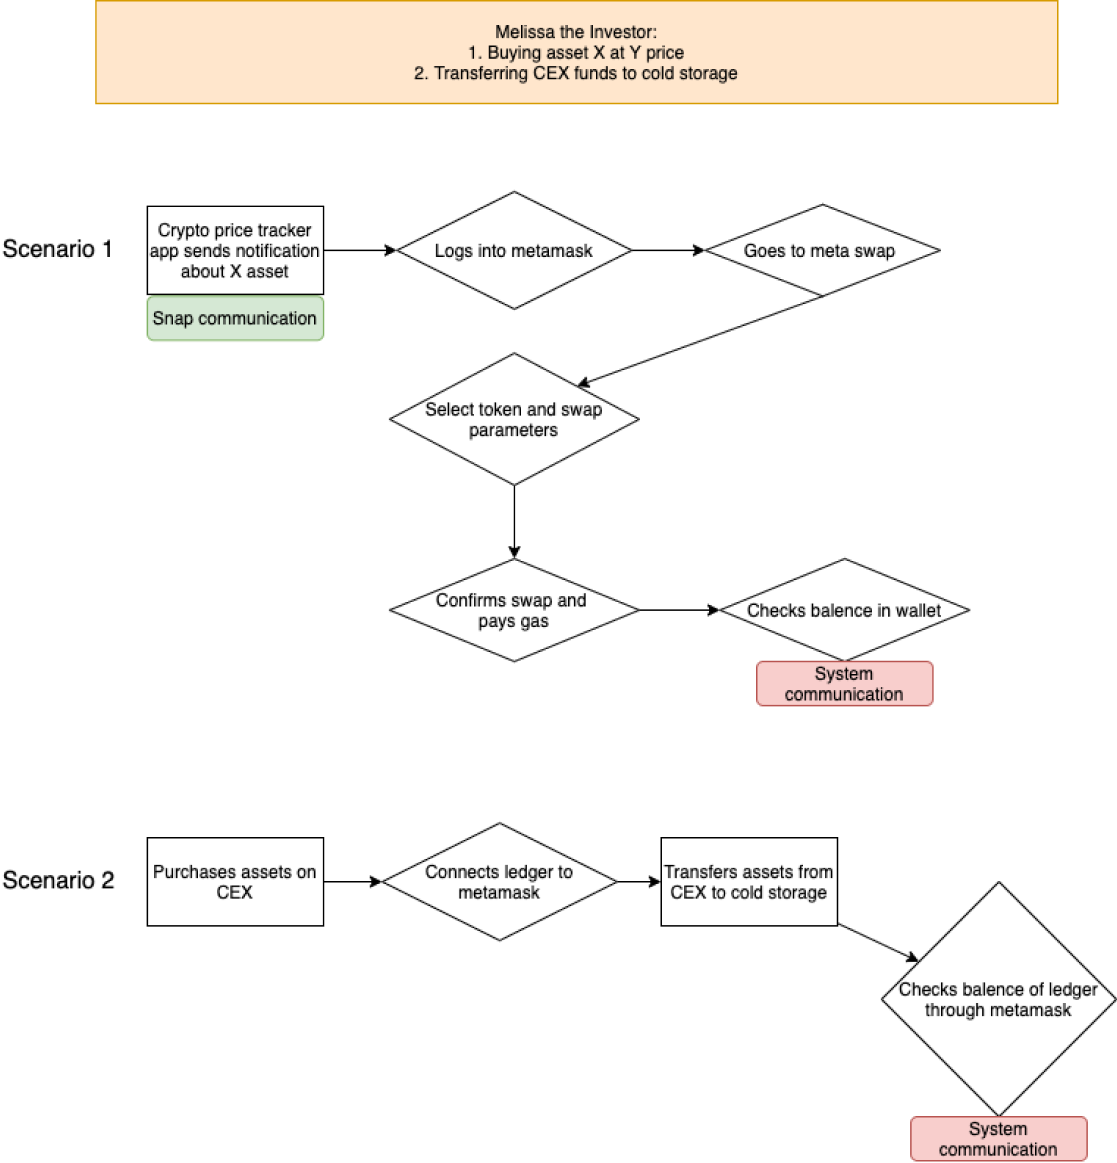 Melissa the Investor:
1. Buying asset X at Y price
2. Transferring CEX funds to cold storage
Scenario 1
Crypto price tracker
app sends notification
about X asset
Snap communication
Logs into metamask
Goes to meta swap
Select token and swap
parameters
Confirms swap and
pays gas
Checks balence in wallet
System
communication
Scenario 2
Purchases assets on
CEX
Connects ledger to
metamask
Transfers assets from
CEX to cold storage
Checks balence of ledger
through metamask
System
communication